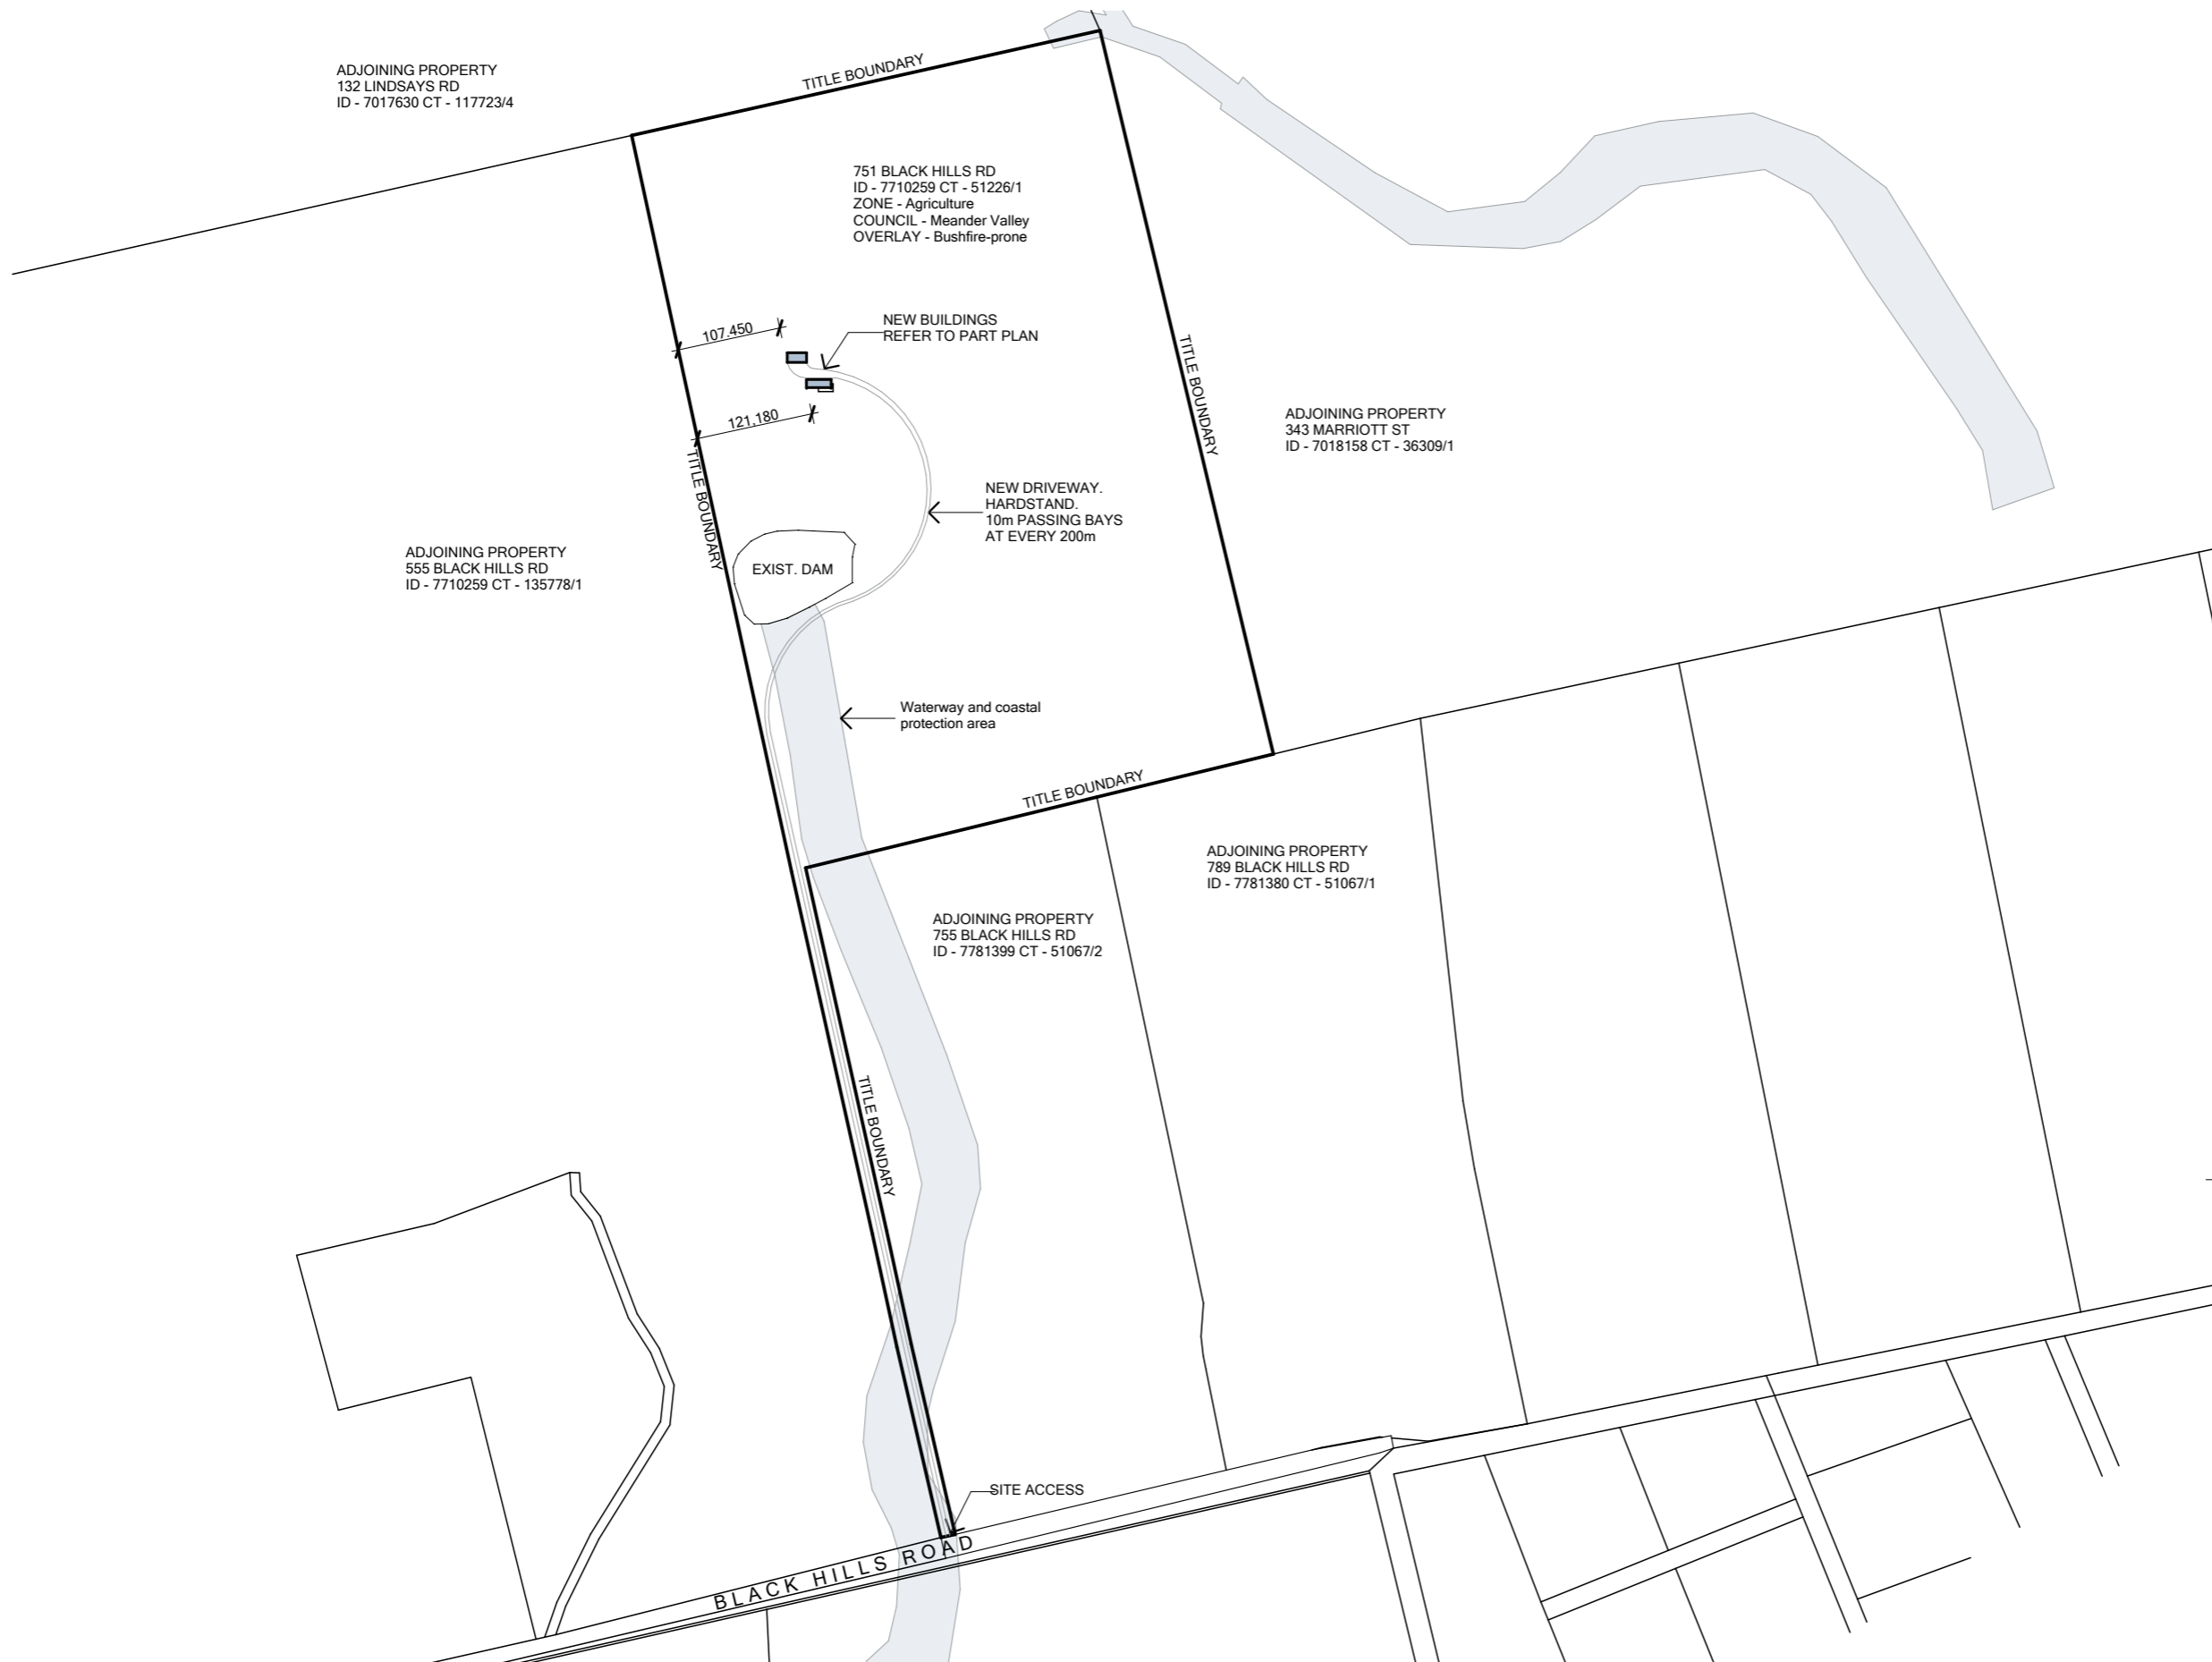 TITLE BOUNDARY
ADJOINING PROPERTY
132 LINDSAYS RD
ID - 7017630 CT - 117723/4
751 BLACK HILLS RD
ID - 7710259 CT - 51226/1
ZONE - Agriculture
COUNCIL - Meander Valley
OVERLAY - Bushfire-prone
NEW BUILDINGS
REFER TO PART PLAN
107.450
TITLE BOUNDARY
121,180
ADJOINING PROPERTY
343 MARRIOTT ST
ID - 7018158 CT - 36309/1
TITLE BOUNDARY
NEW DRIVEWAY.
HARDSTAND.
10m PASSING BAYS
AT EVERY 200m
ADJOINING PROPERTY
555 BLACK HILLS RD
ID - 7710259 CT - 135778/1
EXIST. DAM
Waterway and coastal
protection area
TITLE BOUNDARY
ADJOINING PROPERTY
789 BLACK HILLS RD
ID - 7781380 CT - 51067/1
ADJOINING PROPERTY
755 BLACK HILLS RD
ID - 7781399 CT - 51067/2
TITLE BOUNDARY
SITE ACCESS
BLACK HILLS ROAD